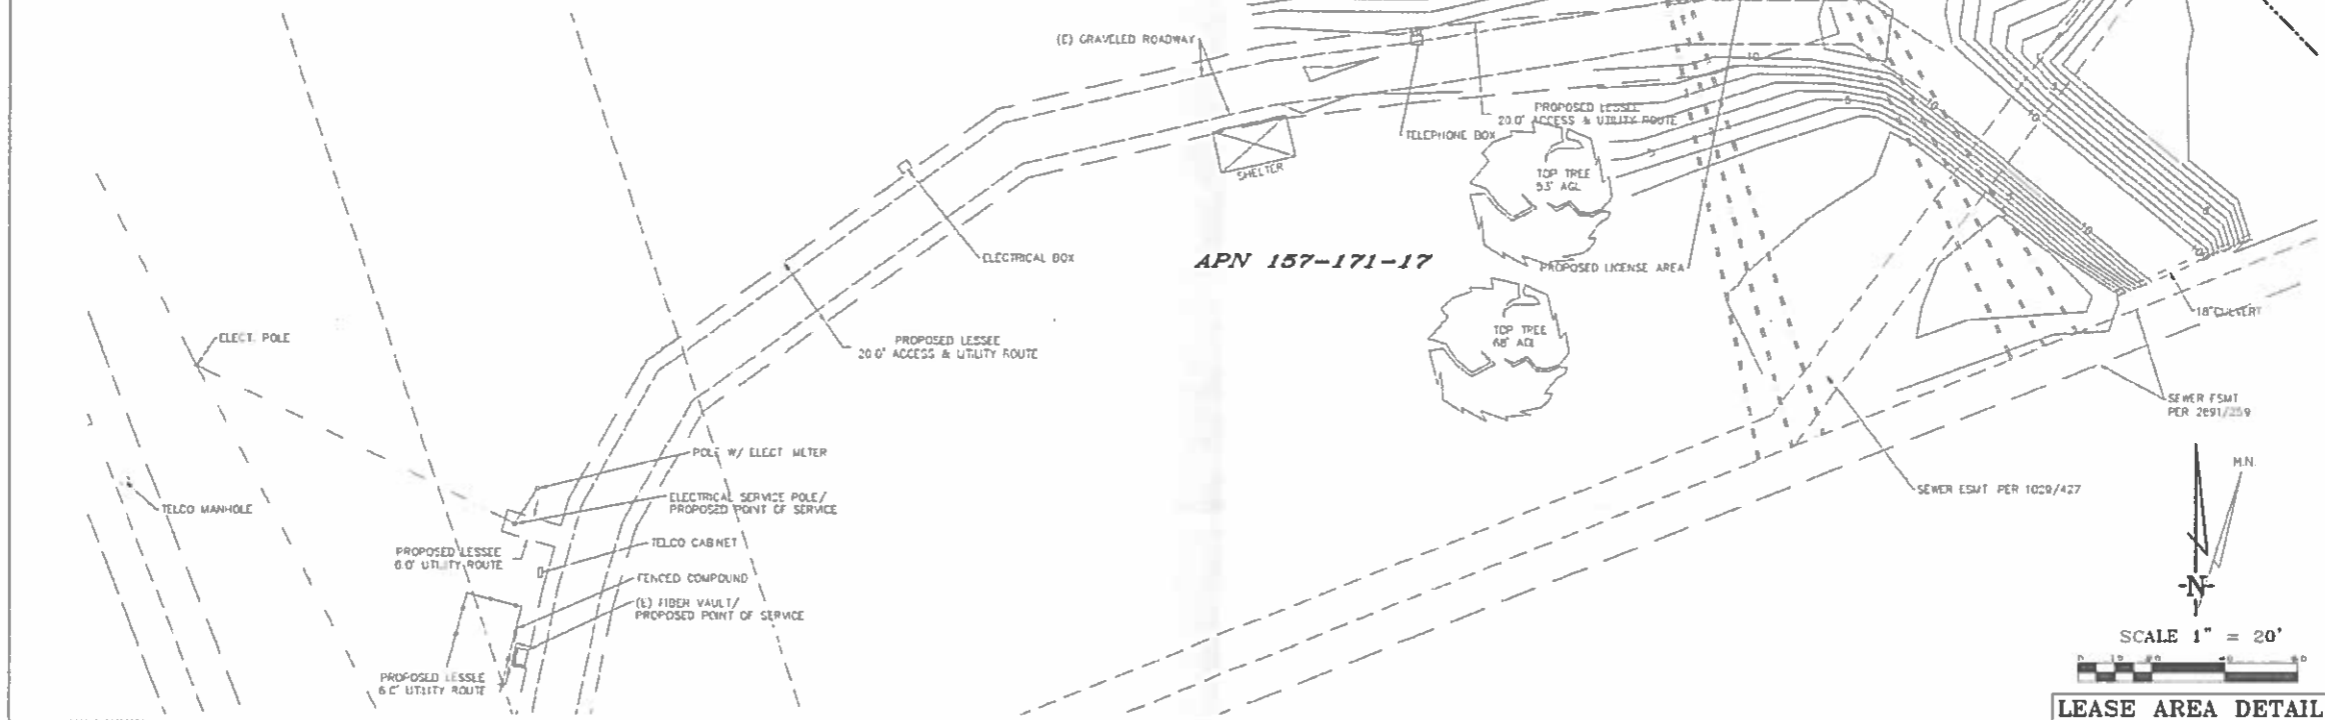 (E) GRAVELED ROADWAY
PROPOSED LESSEE
20.0' ACCESS & UTILITY ROUTE
TELEPHONE BOX
SHELTER
TOP TREE
53' AGL
ELECTRICAL BOX
APN 157-171-17
PROPOSED LICENSE AREA
TOP TREE
68' AGL
18" CULVERT
ELECT. POLE
PROPOSED LESSEE
20.0' ACCESS & UTILITY ROUTE
SEWER ESMT
PER 2891/259
POLE W/ ELECT METER
ELECTRICAL SERVICE POLE/
PROPOSED POINT OF SERVICE
TELCO MANHOLE
SEWER ESMT PER 1029/427
M.N.
TELCO CABINET
PROPOSED LESSEE
6.0' UTILITY ROUTE
FENCED COMPOUND
(E) FIBER VAULT/
PROPOSED POINT OF SERVICE
PROPOSED LESSEE
6.0' UTILITY ROUTE
-N-
SCALE 1" = 20'
LEASE AREA DETAIL